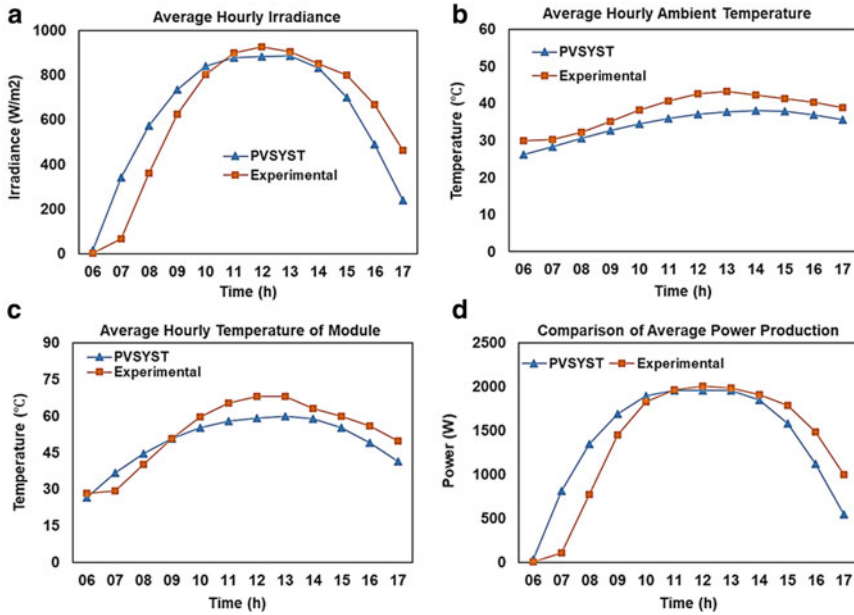 a
Average Hourly Irradiance
1000
800
600
400
200
0
Irradiance (W/m2)
PVSYST
Experimental
06 07 08 09 10 11 12 13 14 15 16 17
Time (h)
b
Average Hourly Ambient Temperature
60
50
40
30
20
10
0
Temperature (°C)
PVSYST
Experimental
06 07 08 09 10 11 12 13 14 15 16 17
Time (h)
c
Average Hourly Temperature of Module
90
75
60
45
30
15
0
Temperature (°C)
PVSYST
Experimental
06 07 08 09 10 11 12 13 14 15 16 17
Time (h)
d
Comparison of Average Power Production
2500
2000
1500
1000
500
0
Power (W)
PVSYST Experimental
06 07 08 09 10 11 12 13 14 15 16 17
Time (h)